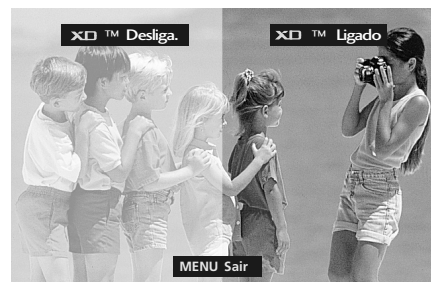 XD ™ Desliga.
XD ™ Ligado
MENU Sair